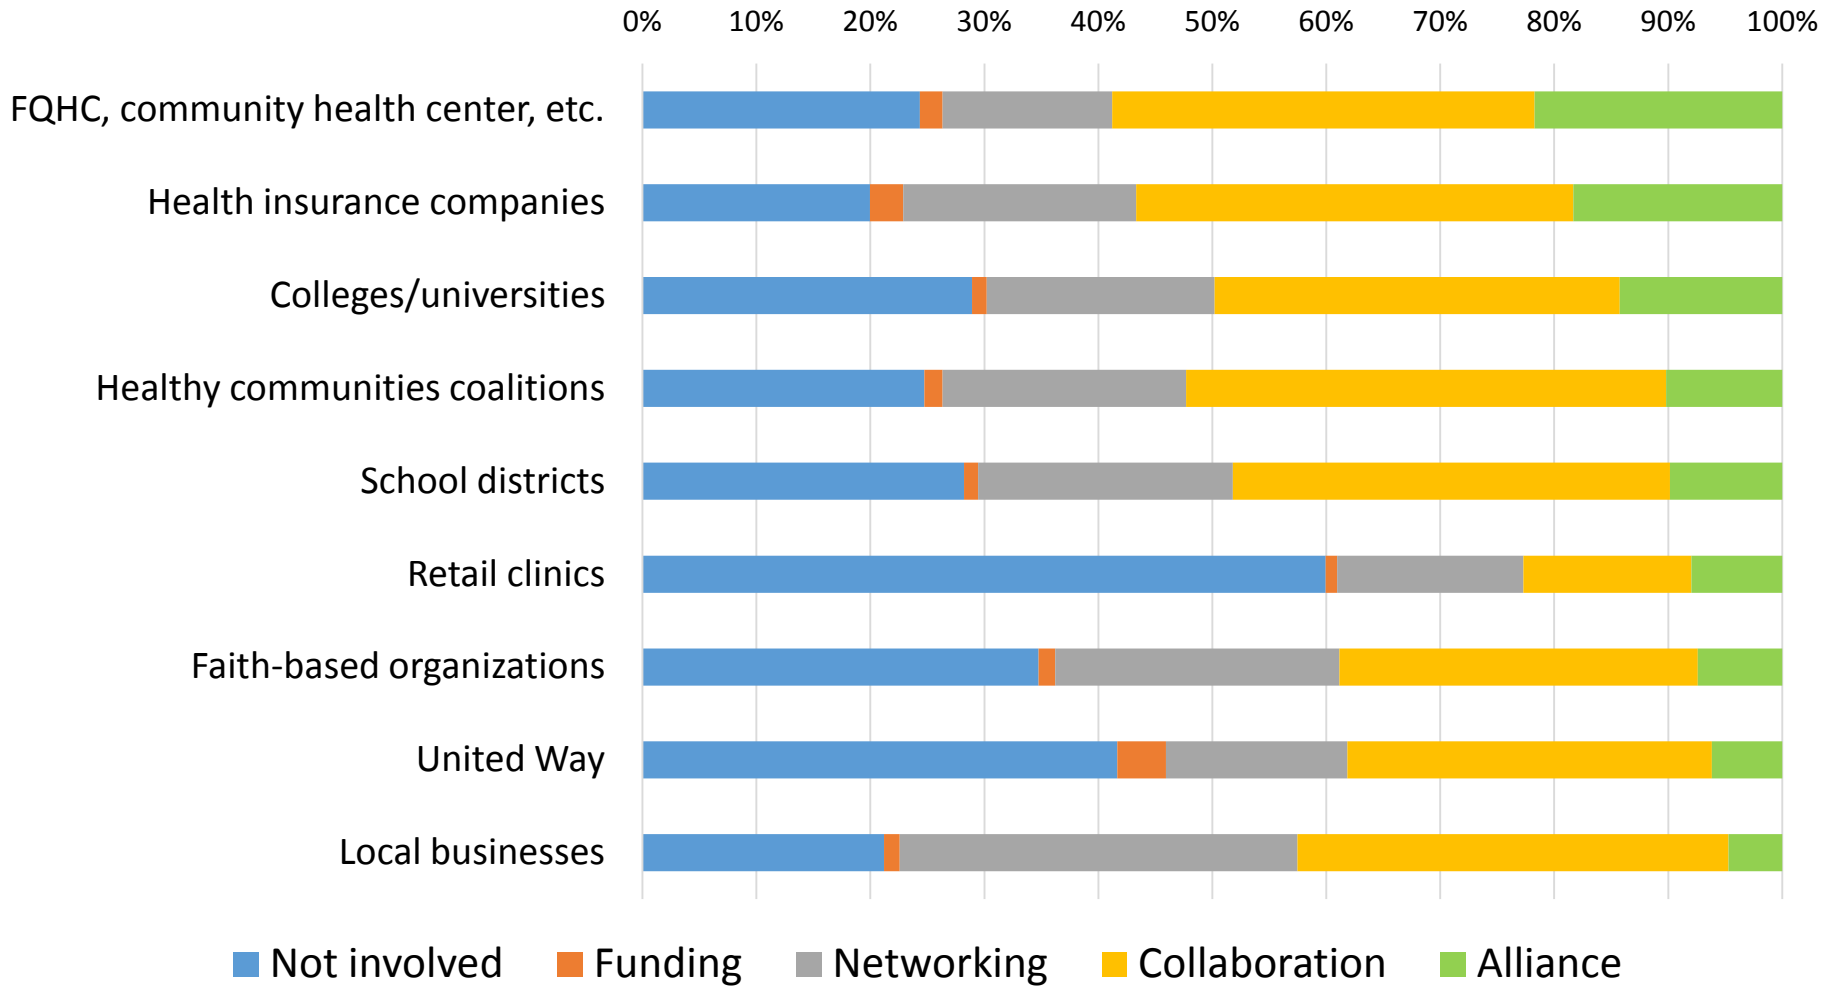 0% 10% 20% 30% 40% 50% 60% 70% 80% 90% 100%
FQHC, community health center, etc.
Health insurance companies
Colleges/universities
Healthy communities coalitions
School districts
Retail clinics
Faith-based organizations
United Way
Local businesses
Not involved Funding Networking Collaboration Alliance